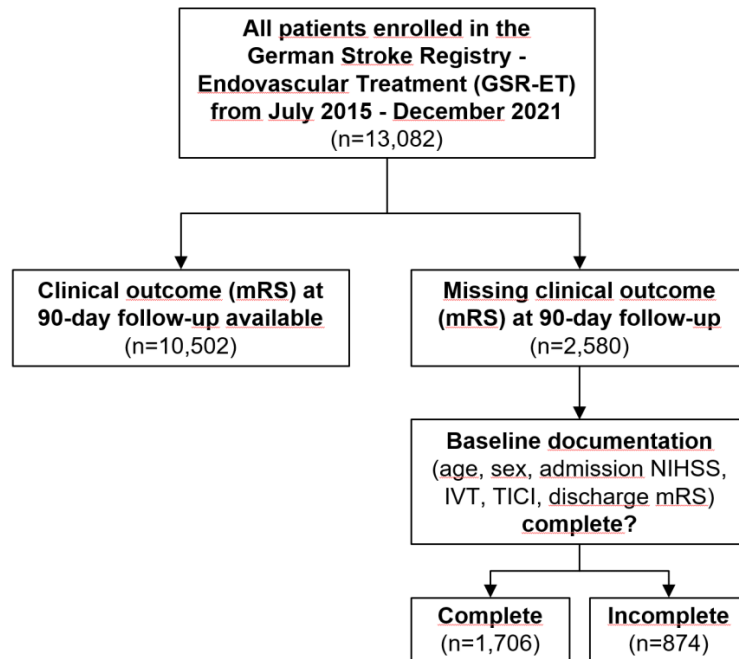 All patients enrolled in the
German Stroke Registry -
Endovascular Treatment (GSR-ET)
from July 2015 - December 2021
(n=13,082)
Clinical outcome (mRS) at
90-day follow-up available
(n=10,502)
Missing clinical outcome
(mRS) at 90-day follow-up
(n=2,580)
Baseline documentation
(age, sex, admission NIHSS,
IVT, TICI, discharge mRS)
complete?
Complete
(n=1,706)
Incomplete
(n=874)